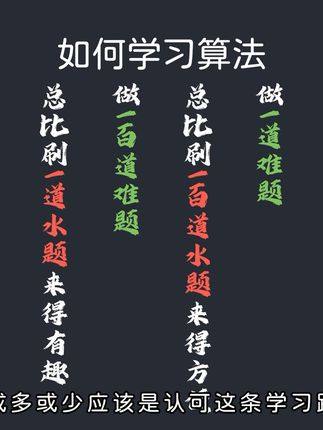 如何学习算法
做一道难题
总比刷一百道水题来得方
做一百道难题
总比刷一道水题来得有趣
多或少应该是认可这条学习